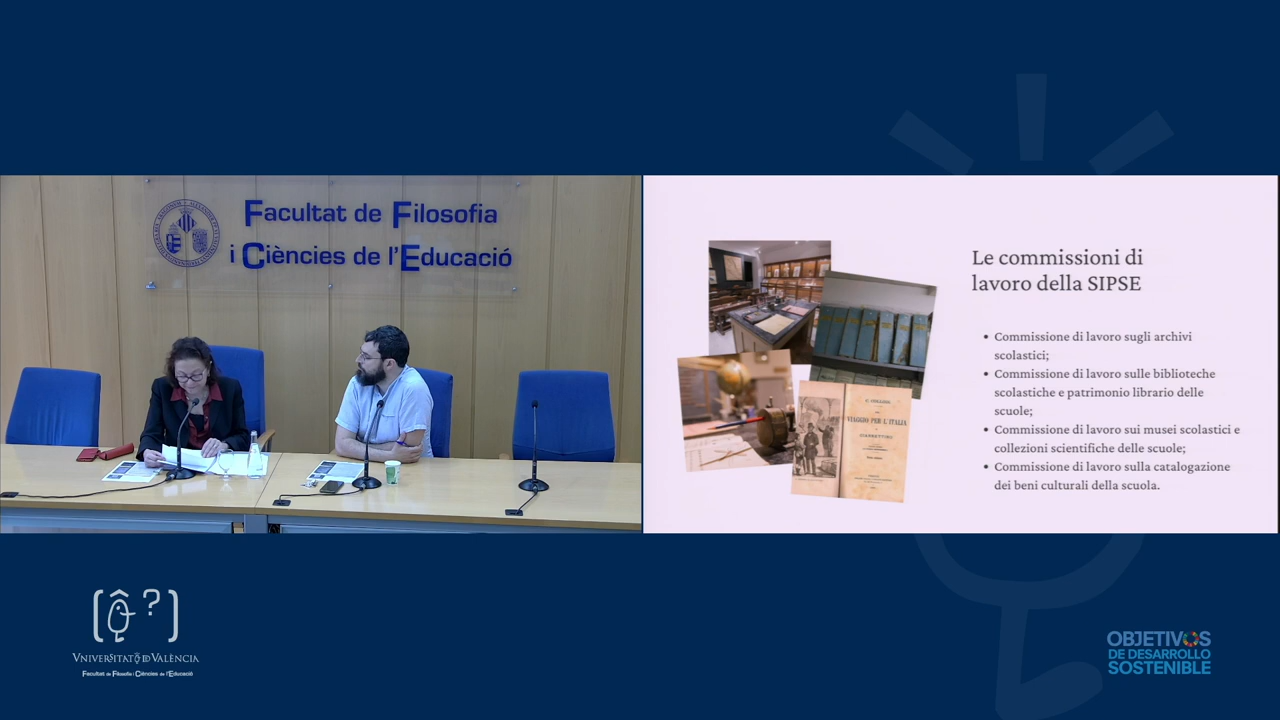 Facultat de Filosofia
i Ciències de l'Educació
Le commissioni di
lavoro della SIPSE
• Commissione di lavoro sugli archivi
scolastici;
• Commissione di lavoro sulle biblioteche
scolastiche e patrimonio librario delle
scuole;
• Commissione di lavoro sui musei scolastici e
collezioni scientifiche delle scuole;
• Commissione di lavoro sulla catalogazione
dei beni culturali della scuola.
VIAGGIO PER L'ITALIA
[ ? ]
VNIVERSITAT DE VALÈNCIA
Facultat de Filosofia i Ciències de l'Educació
OBJETIVOS
DE DESARROLLO
SOSTENIBLE